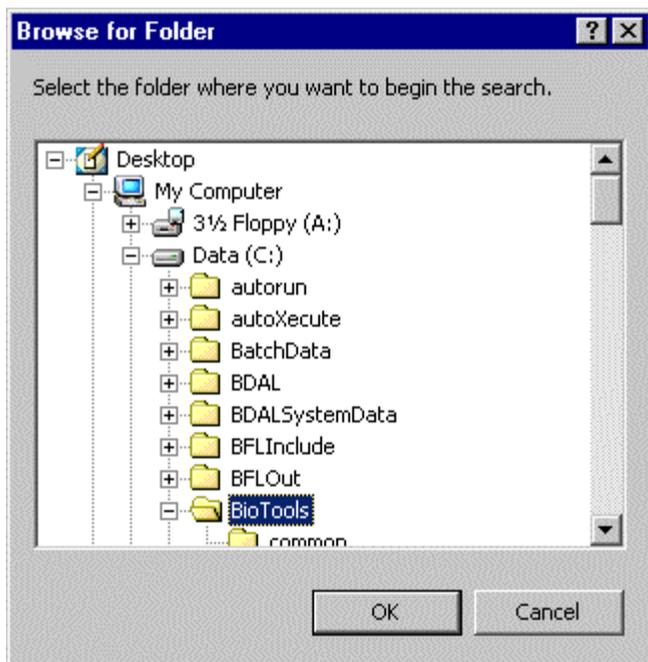 Browse for Folder
Select the folder where you want to begin the search.
Desktop
My Computer
3½ Floppy (A:)
Data (C:)
autorun
autoXecute
BatchData
BDAL
BDALSystemData
BFLInclude
BFLOut
BioTools
common
OK Cancel